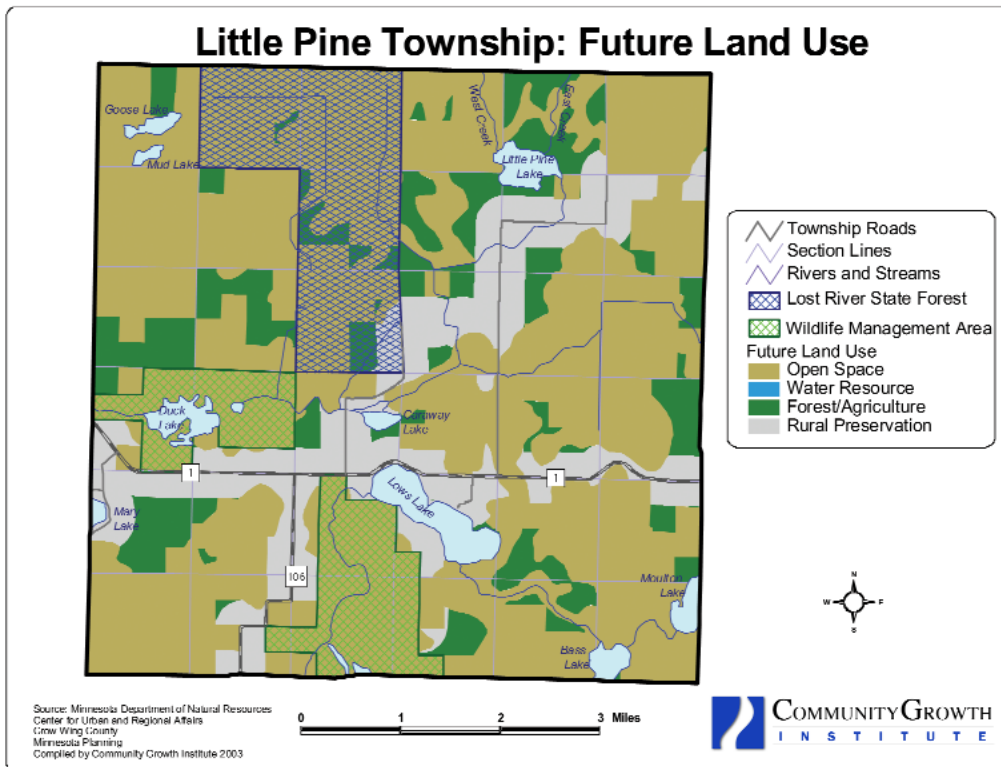 Little Pine Township: Future Land Use
Goose Lake
Mud Lake
West Creek
East Creek
Little Pine
Lake
Duck
Lake
Caraway
Lake
1
1
Lows Lake
Mary
Lake
106
Moulton
Lake
Bass
Lake
Township Roads
Section Lines
Rivers and Streams
Lost River State Forest
Wildlife Management Area
Future Land Use
Open Space
Water Resource
Forest/Agriculture
Rural Preservation
N
W
S
Source: Minnesota Department of Natural Resources
Center for Urban and Regional Affairs
Crow Wing County
Minnesota Planning
Compiled by Community Growth Institute 2003
0 1 2 3 Miles
COMMUNITY GROWTH
INSTITUTE